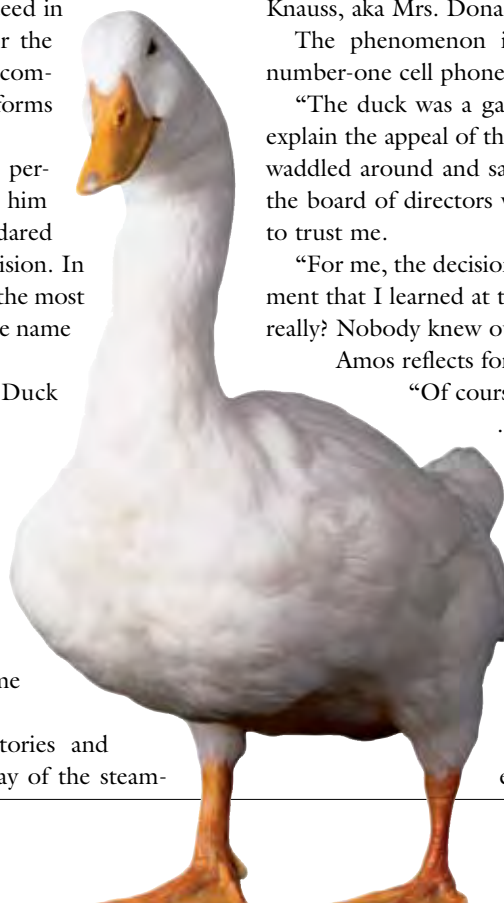 eed in
r the
com-
forms
per-
him
dared
ision. In
the most
e name
Duck
ne
tories and
ay of the steam-
Knauss, aka Mrs. Dona
The phenomenon i
number-one cell phone
“The duck was a ga
explain the appeal of th
waddled around and sa
the board of directors v
to trust me.
“For me, the decision
ment that I learned at t
really? Nobody knew ou
Amos reflects for
“Of cours
.
e